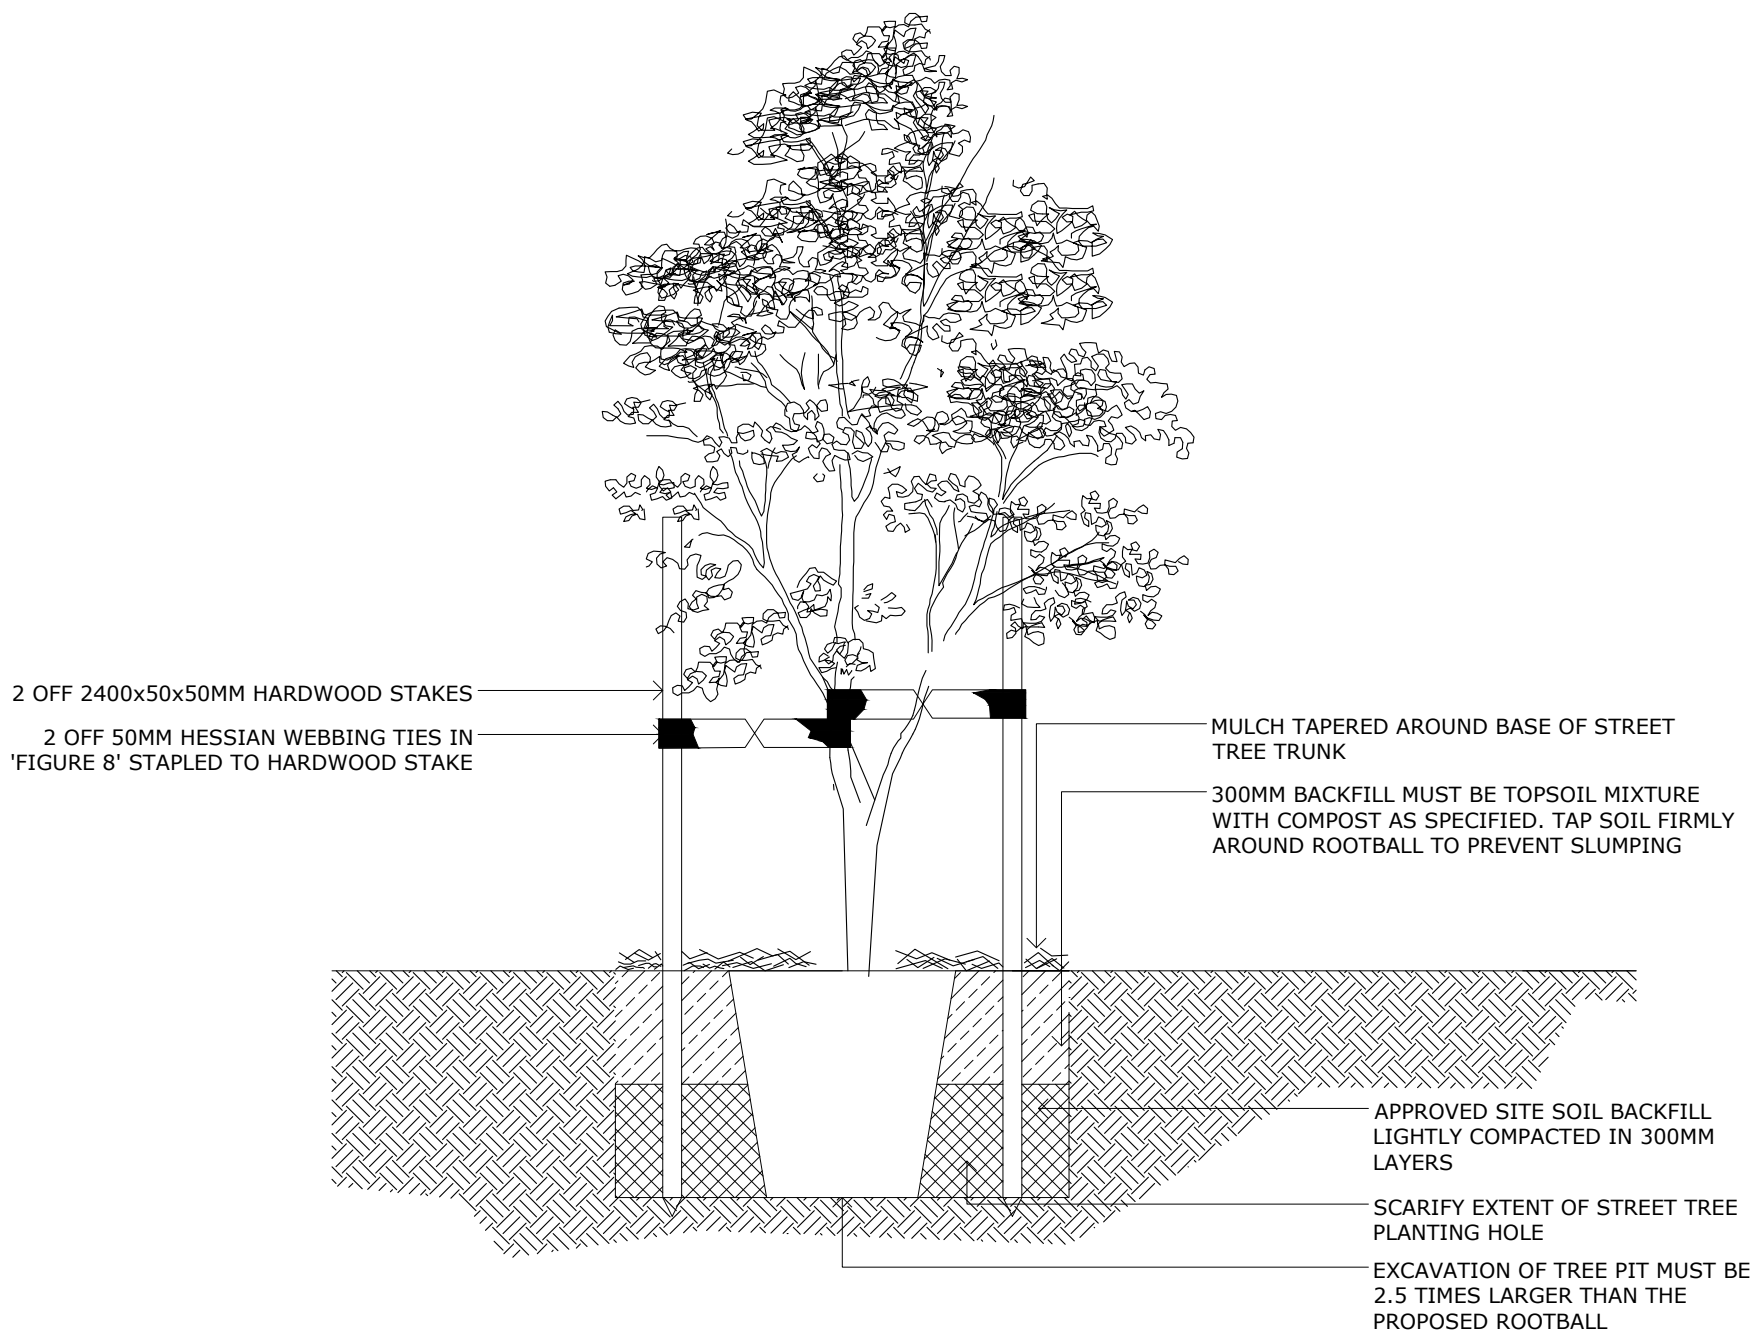 2 OFF 2400x50x50MM HARDWOOD STAKES
2 OFF 50MM HESSIAN WEBBING TIES IN
'FIGURE 8' STAPLED TO HARDWOOD STAKE
MULCH TAPERED AROUND BASE OF STREET
TREE TRUNK
300MM BACKFILL MUST BE TOPSOIL MIXTURE
WITH COMPOST AS SPECIFIED. TAP SOIL FIRMLY
AROUND ROOTBALL TO PREVENT SLUMPING
APPROVED SITE SOIL BACKFILL
LIGHTLY COMPACTED IN 300MM
LAYERS
SCARIFY EXTENT OF STREET TREE
PLANTING HOLE
EXCAVATION OF TREE PIT MUST BE
2.5 TIMES LARGER THAN THE
PROPOSED ROOTBALL